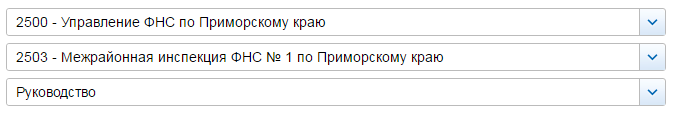 2500 - Управление ФНС по Приморскому краю
2503 - Межрайонная инспекция ФНС № 1 по Приморскому краю
Руководство